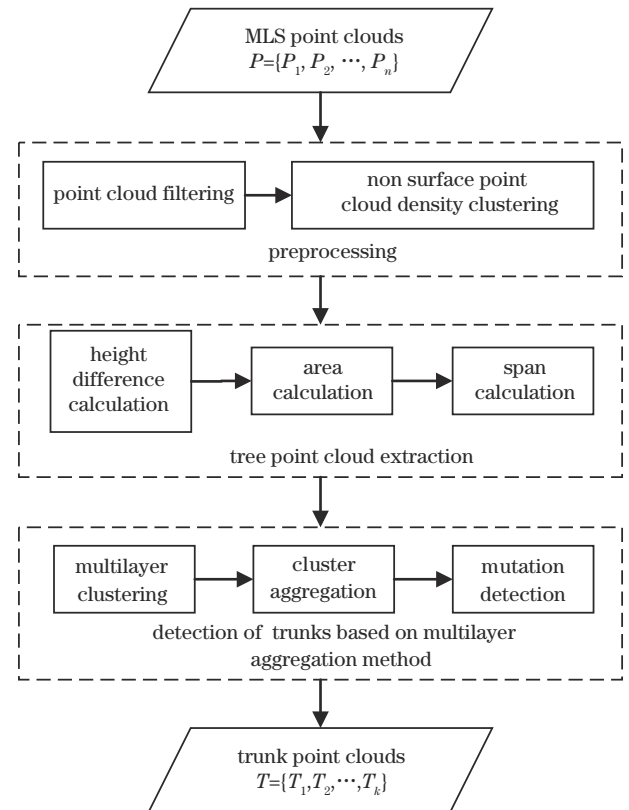 MLS point clouds
P={P₁, P₂, ⋯, Pₙ}
point cloud filtering
non surface point
cloud density clustering
preprocessing
height
difference
calculation
area
calculation
span
calculation
tree point cloud extraction
multilayer
clustering
cluster
aggregation
mutation
detection
detection of trunks based on multilayer
aggregation method
trunk point clouds
T={T₁,T₂,⋯,Tₖ}